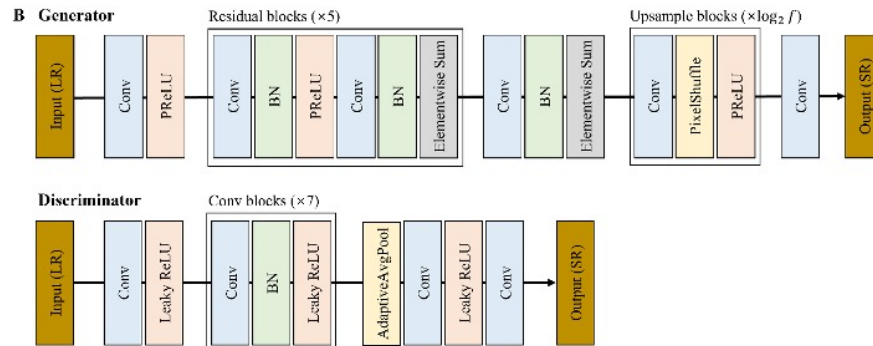 B Generator
Residual blocks (×5)
Upsample blocks (×log₂ f)
Input (LR)
Conv
PReLU
Conv
BN
PReLU
Conv
BN
Elementwise Sum
Conv
BN
Elementwise Sum
Conv
PixelShuffle
PReLU
Conv
Output (SR)
Discriminator
Conv blocks (×7)
Input (LR)
Conv
Leaky ReLU
Conv
BN
Leaky ReLU
AdaptiveAvgPool
Conv
Leaky ReLU
Conv
Output (SR)